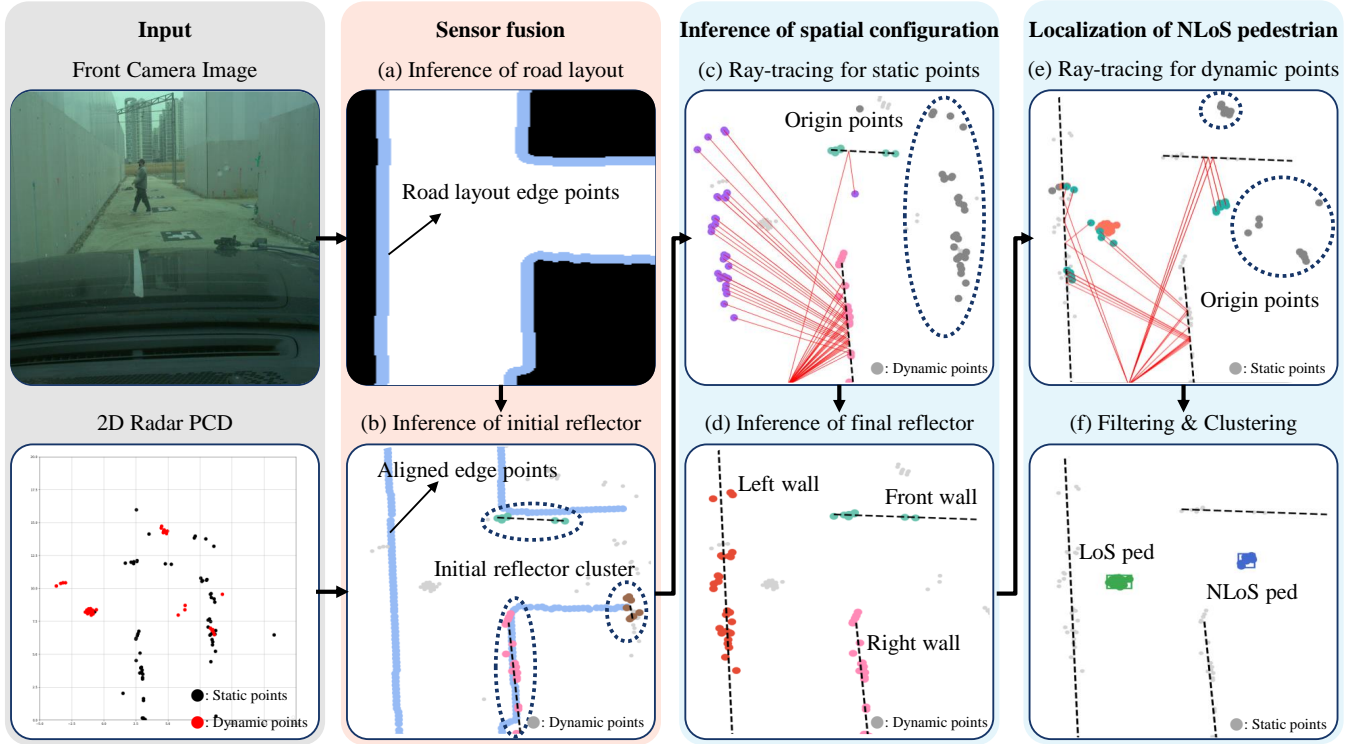 Input
Front Camera Image
2D Radar PCD
: Static points
: Dynamic points
Sensor fusion
(a) Inference of road layout
Road layout edge points
(b) Inference of initial reflector
Aligned edge points
Initial reflector cluster
: Dynamic points
Inference of spatial configuration
(c) Ray-tracing for static points
Origin points
: Dynamic points
(d) Inference of final reflector
Left wall
Front wall
Right wall
: Dynamic points
Localization of NLoS pedestrian
(e) Ray-tracing for dynamic points
Origin points
: Static points
(f) Filtering & Clustering
LoS ped
NLoS ped
: Static points